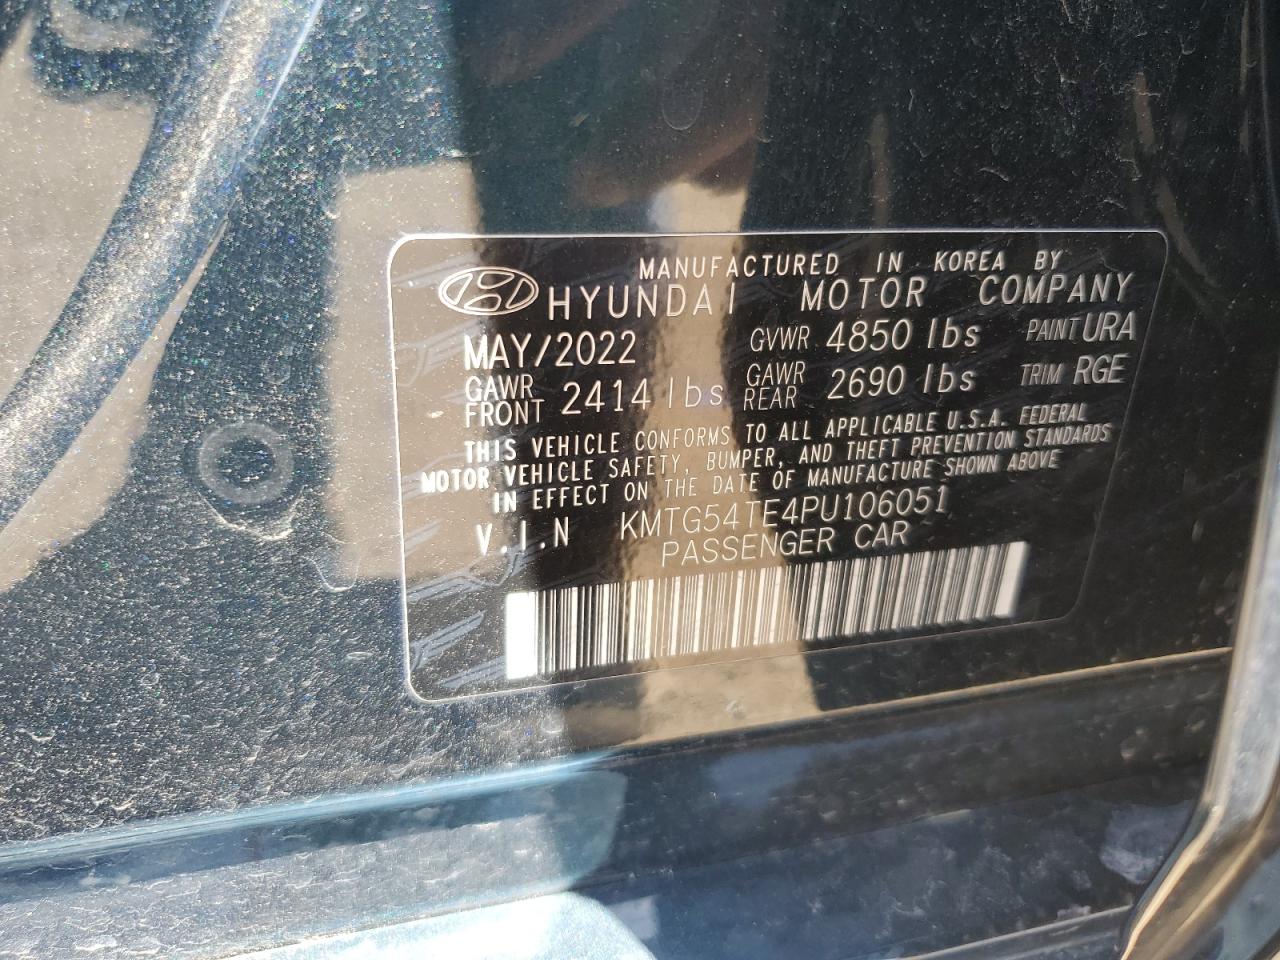 MANUFACTURED IN KOREA BY
HYUNDAI MOTOR COMPANY
MAY/2022 GVWR 4850 lbs PAINT URA
GAWR FRONT 2414 lbs GAWR REAR 2690 lbs TRIM RGE
THIS VEHICLE CONFORMS TO ALL APPLICABLE U.S.A. FEDERAL
MOTOR VEHICLE SAFETY, BUMPER, AND THEFT PREVENTION STANDARDS
IN EFFECT ON THE DATE OF MANUFACTURE SHOWN ABOVE
V.I.N KMTG54TE4PU106051
PASSENGER CAR